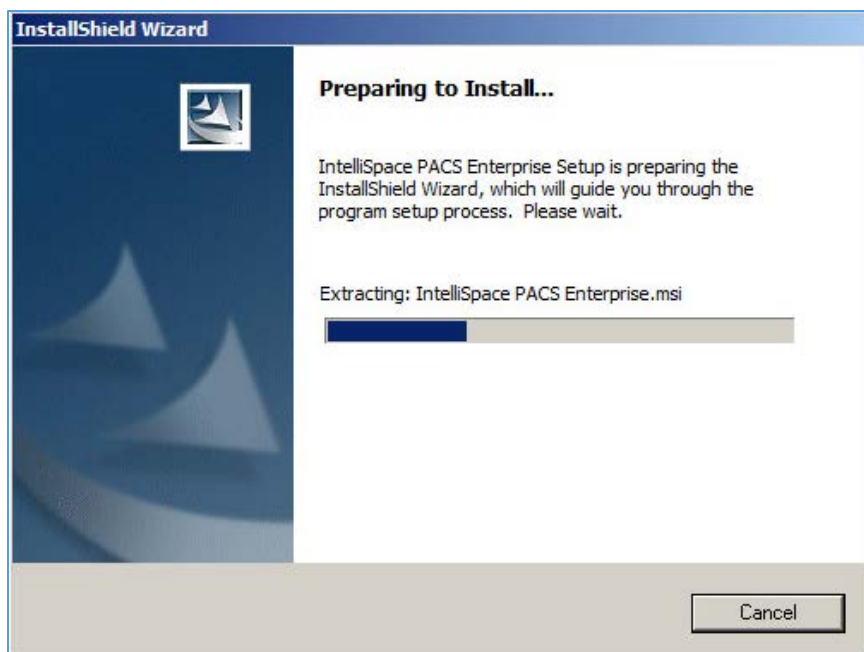 InstallShield Wizard
Preparing to Install...
IntelliSpace PACS Enterprise Setup is preparing the
InstallShield Wizard, which will guide you through the
program setup process.  Please wait.
Extracting: IntelliSpace PACS Enterprise.msi
Cancel